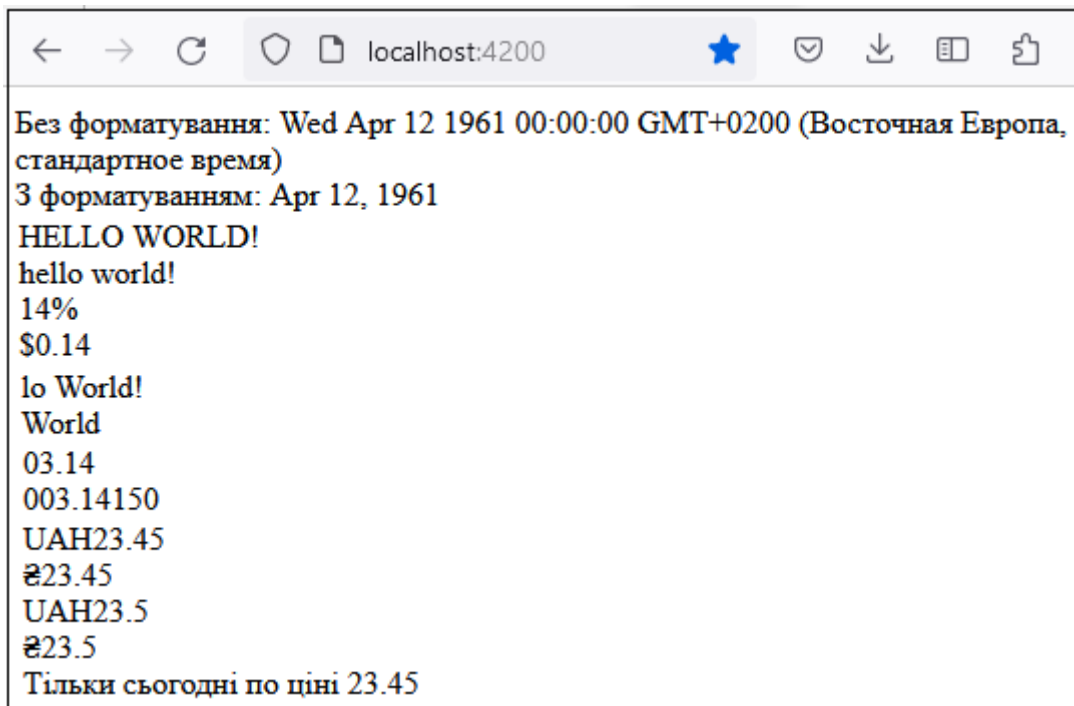 localhost:4200
Без форматування: Wed Apr 12 1961 00:00:00 GMT+0200 (Восточная Европа,
стандартное время)
З форматуванням: Apr 12, 1961
HELLO WORLD!
hello world!
14%
$0.14
lo World!
World
03.14
003.14150
UAH23.45
₴23.45
UAH23.5
₴23.5
Тільки сьогодні по ціні 23.45